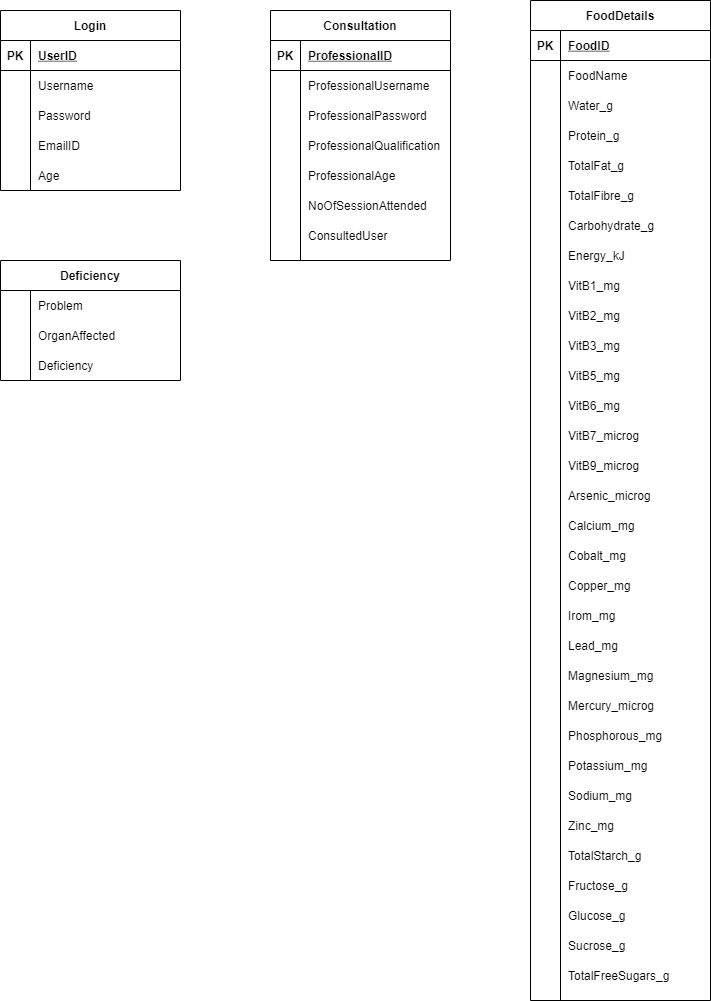 Login
PK UserID
Username
Password
EmailID
Age
Consultation
PK ProfessionalID
ProfessionalUsername
ProfessionalPassword
ProfessionalQualification
ProfessionalAge
NoOfSessionAttended
ConsultedUser
Deficiency
Problem
OrganAffected
Deficiency
FoodDetails
PK FoodID
FoodName
Water_g
Protein_g
TotalFat_g
TotalFibre_g
Carbohydrate_g
Energy_kJ
VitB1_mg
VitB2_mg
VitB3_mg
VitB5_mg
VitB6_mg
VitB7_microg
VitB9_microg
Arsenic_microg
Calcium_mg
Cobalt_mg
Copper_mg
Irom_mg
Lead_mg
Magnesium_mg
Mercury_microg
Phosphorous_mg
Potassium_mg
Sodium_mg
Zinc_mg
TotalStarch_g
Fructose_g
Glucose_g
Sucrose_g
TotalFreeSugars_g